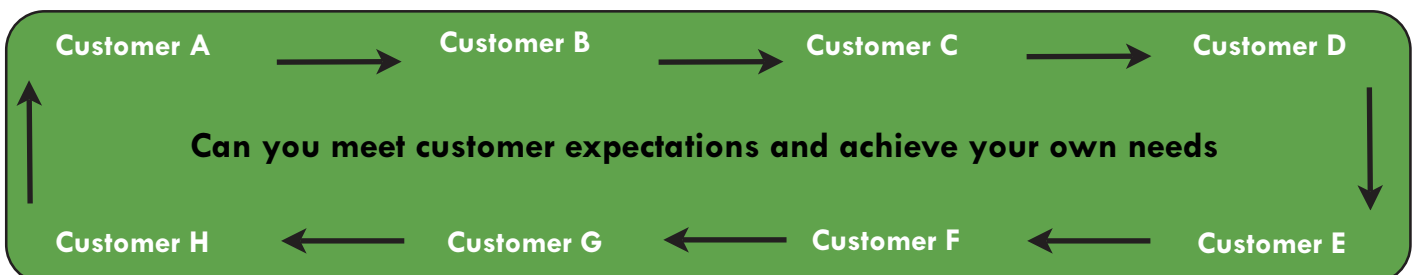 Customer A
Customer B
Customer C
Customer D
Can you meet customer expectations and achieve your own needs
Customer H
Customer G
Customer F
Customer E